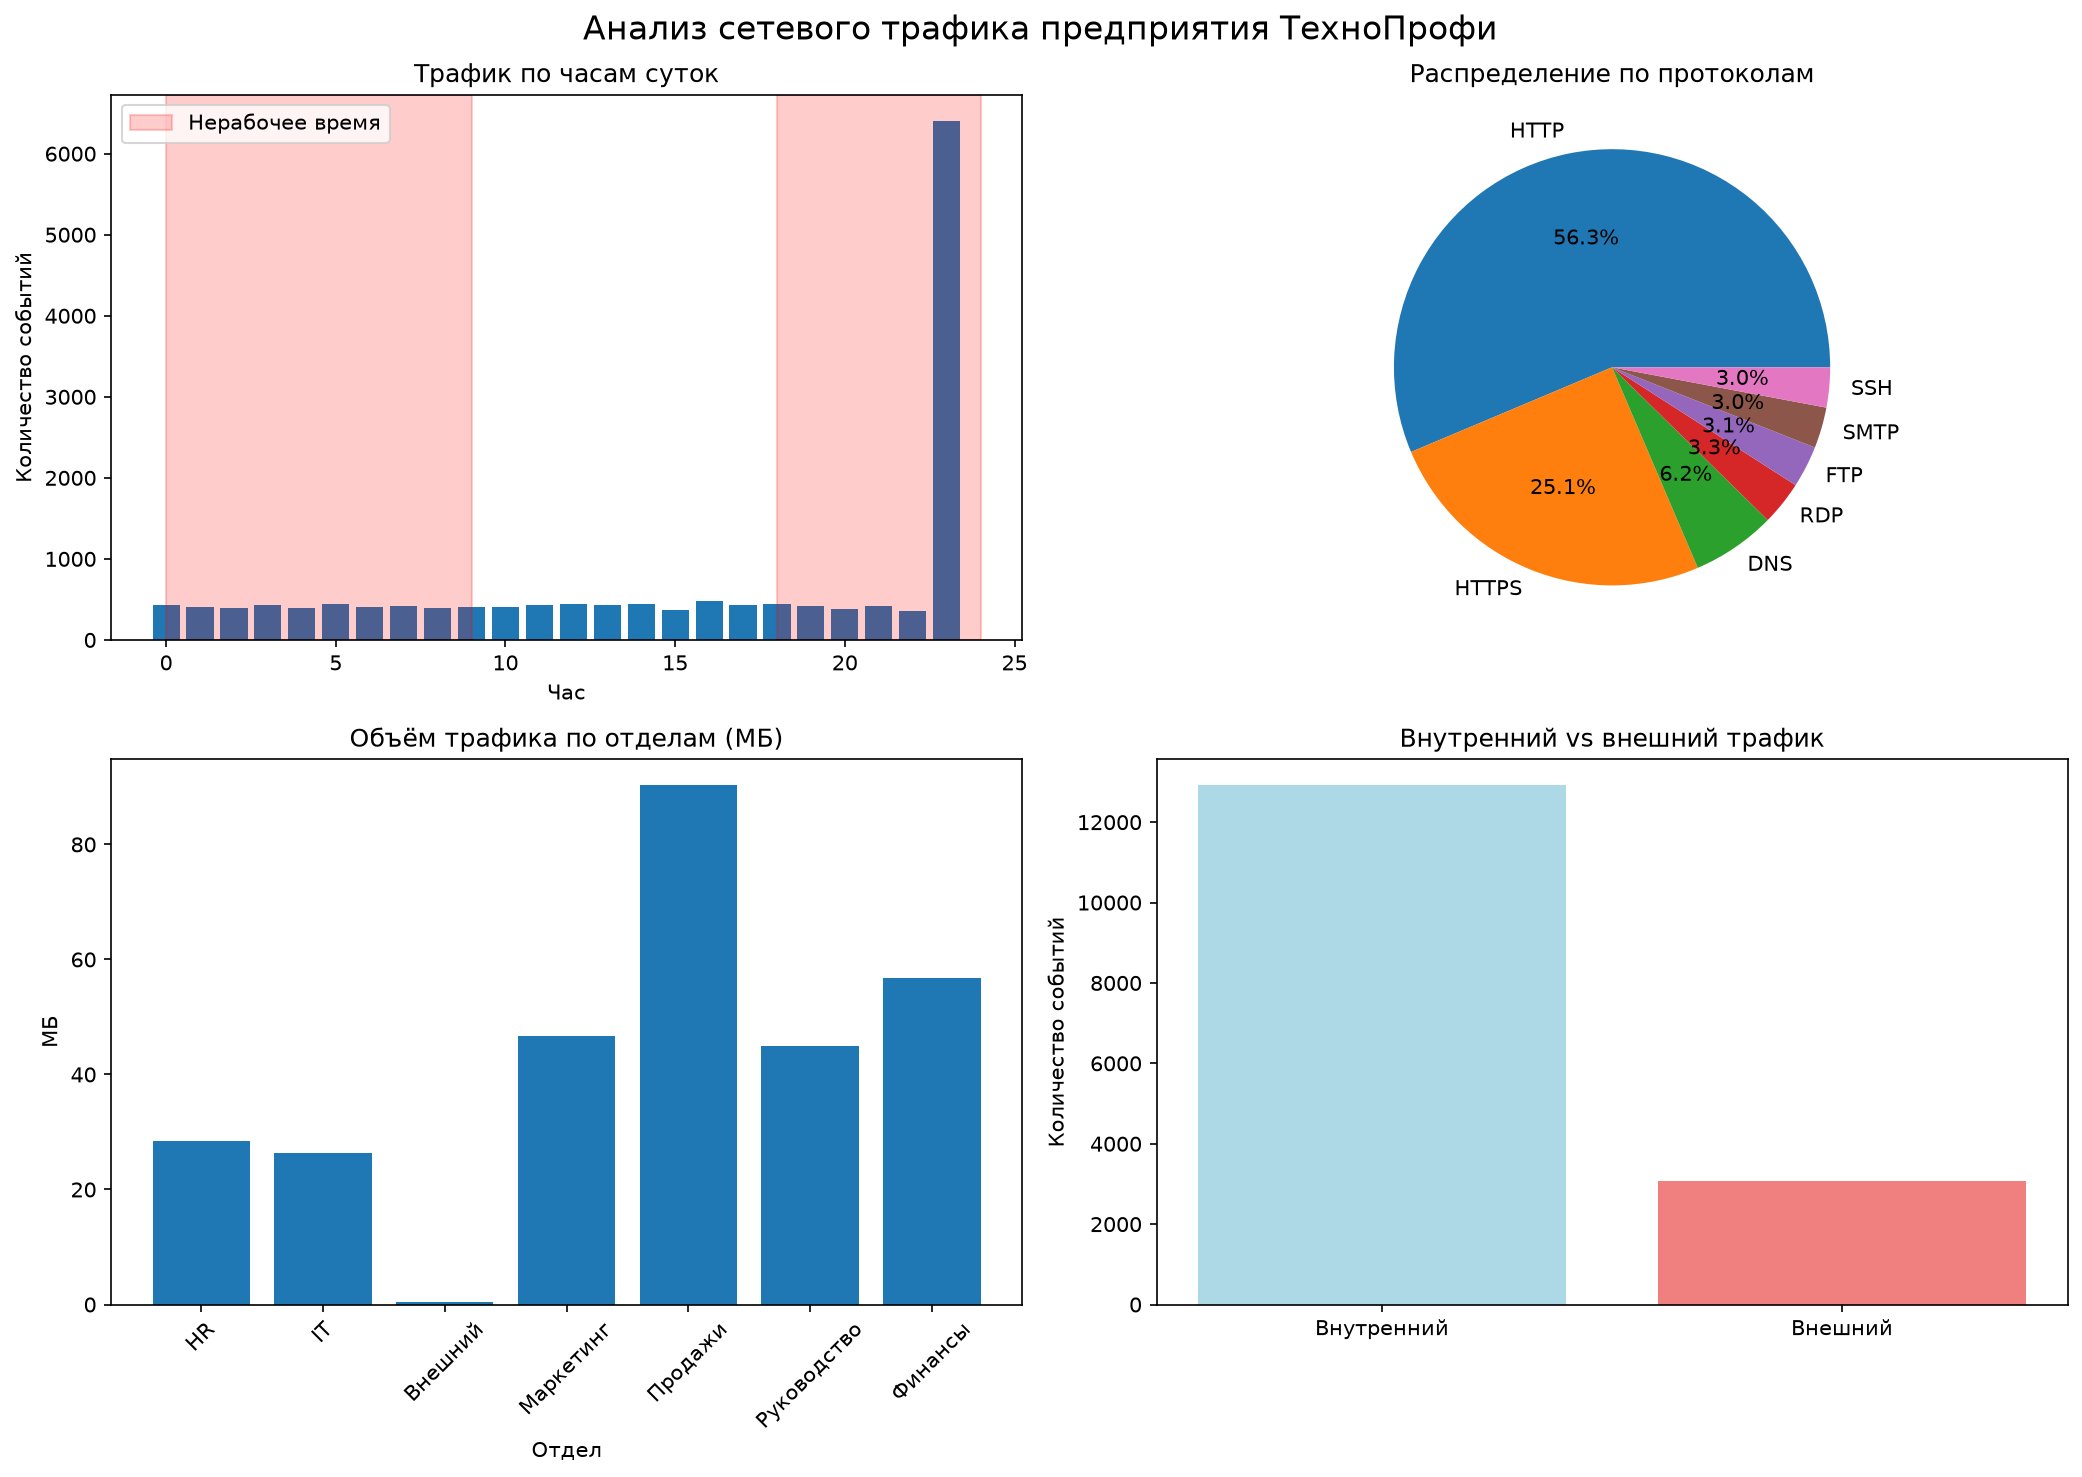 Анализ сетевого трафика предприятия ТехноПрофи
Трафик по часам суток
Нерабочее время
Количество событий
6000
5000
4000
3000
2000
1000
0
0 5 10 15 20 25
Час
Распределение по протоколам
HTTP
56.3%
HTTPS
25.1%
DNS
6.2%
RDP
3.3%
FTP
3.1%
SMTP
3.0%
SSH
3.0%
Объём трафика по отделам (МБ)
МБ
80
60
40
20
0
HR IT Внешний Маркетинг Продажи Руководство Финансы
Отдел
Внутренний vs внешний трафик
Количество событий
12000
10000
8000
6000
4000
2000
0
Внутренний Внешний